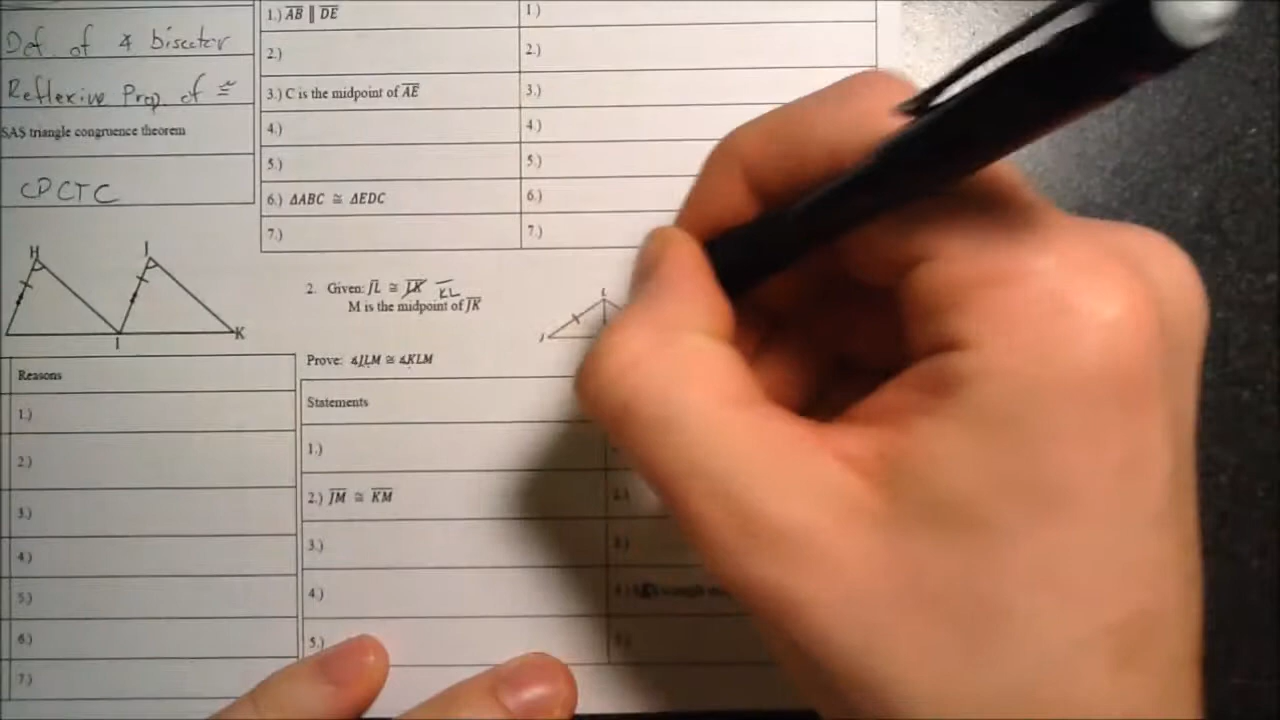 Def. of ∡ bisector
Reflexive Prop of ≅
SAS triangle congruence theorem
CPCTC
1.) AB ∥ DE
1)
2.)
2.)
3.) C is the midpoint of AE
3.)
4.)
4.)
5.)
5.)
6.) ΔABC ≅ ΔEDC
6.)
7.)
7.)
H
J
I
K
2. Given: JL ≅ JK KL
M is the midpoint of JK
L
J
Prove: ∡JLM ≅ ∡KLM
Reasons
1.)
2.)
3.)
4.)
5.)
6.)
7.)
Statements
1.)
2.) JM ≅ KM
2.)
3.)
3.)
4.)
5.)